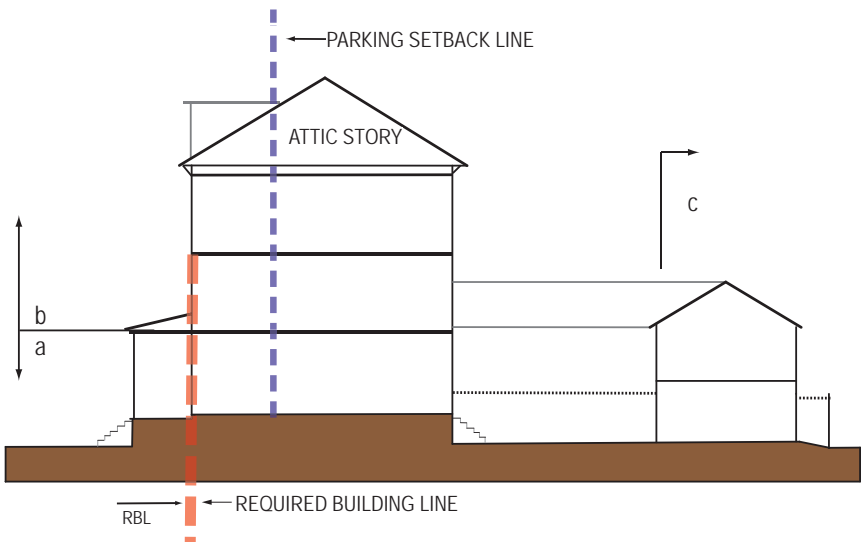 PARKING SETBACK LINE
ATTIC STORY
c
b
a
REQUIRED BUILDING LINE
RBL